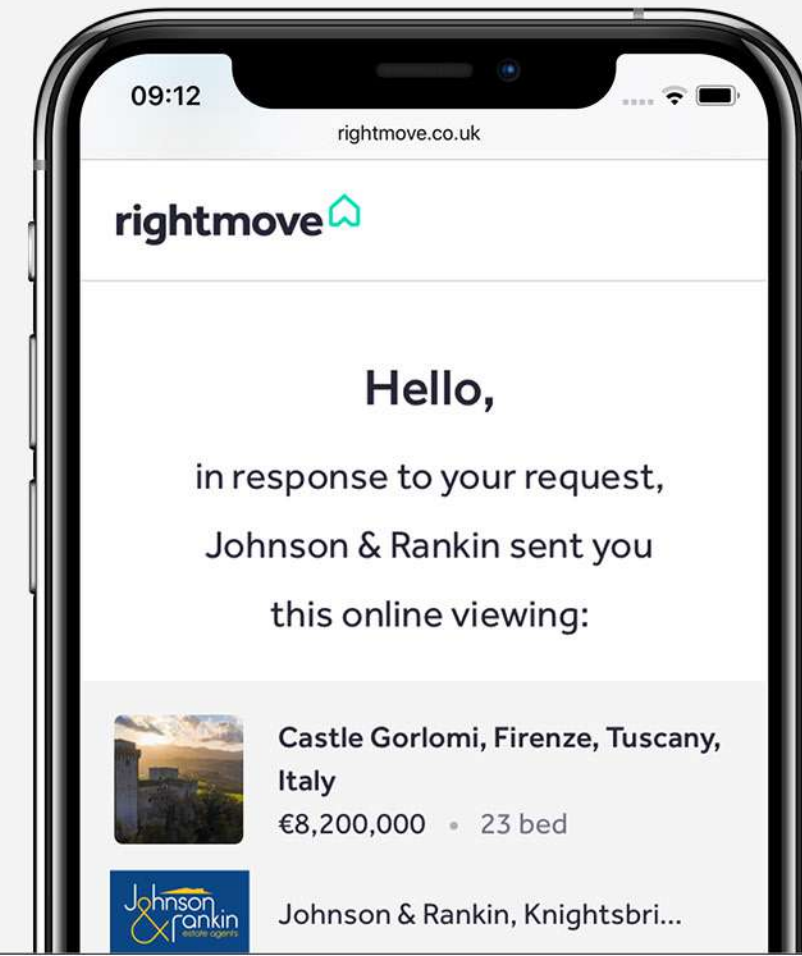 09:12
rightmove.co.uk
rightmove
Hello,
in response to your request,
Johnson & Rankin sent you
this online viewing:
Castle Gorlomi, Firenze, Tuscany,
Italy
€8,200,000 • 23 bed
Johnson
& rankin
estate agents
Johnson & Rankin, Knightsbri...